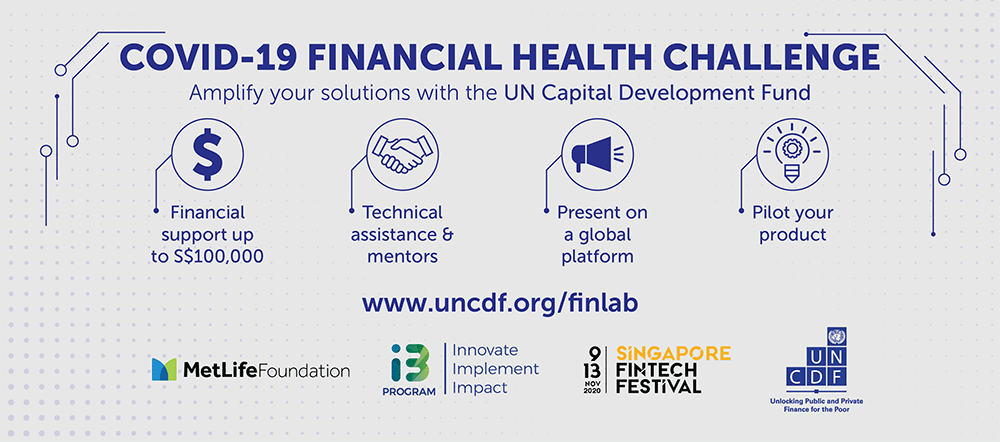 COVID-19 FINANCIAL HEALTH CHALLENGE
Amplify your solutions with the UN Capital Development Fund
$
Financial
support up
to S$100,000
Technical
assistance &
mentors
Present on
a global
platform
Pilot your
product
www.uncdf.org/finlab
MetLife Foundation
i3
PROGRAM
Innovate
Implement
Impact
9
13
NOV
2020
SiNGAPORE
FiNTECH
FESTiVAL
UN
CDF
Unlocking Public and Private
Finance for the Poor